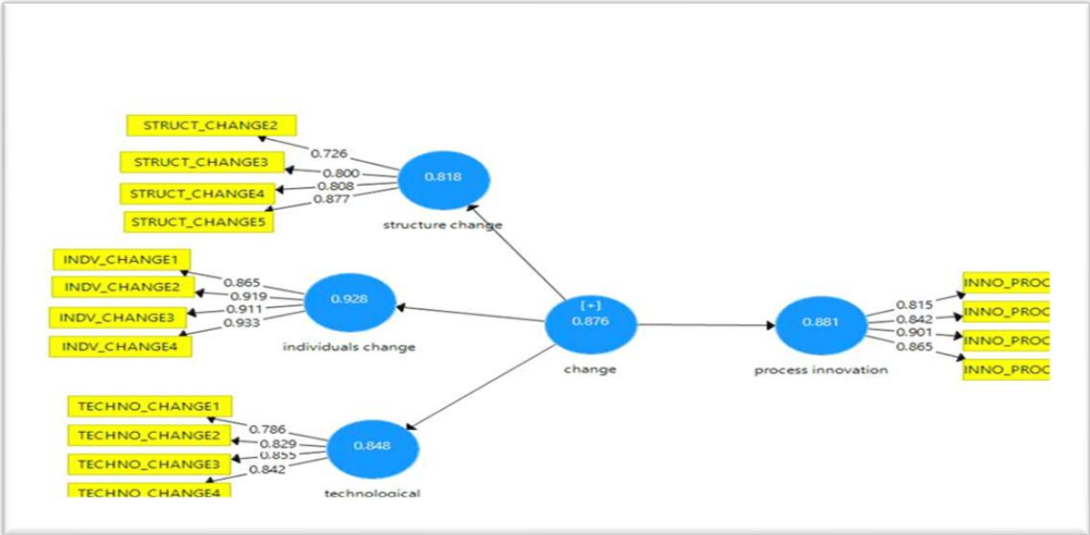 STRUCT_CHANGE2
STRUCT_CHANGE3
STRUCT_CHANGE4
STRUCT_CHANGE5
0.726
0.800
0.808
0.877
0.818
structure change
INDV_CHANGE1
INDV_CHANGE2
INDV_CHANGE3
INDV_CHANGE4
0.865
0.919
0.911
0.933
0.928
individuals change
TECHNO_CHANGE1
TECHNO_CHANGE2
TECHNO_CHANGE3
TECHNO_CHANGE4
0.786
0.829
0.855
0.842
0.848
technological
[+]
0.876
change
0.881
process innovation
0.815
0.842
0.901
0.865
INNO_PROC
INNO_PROC
INNO_PROC
INNO_PROC